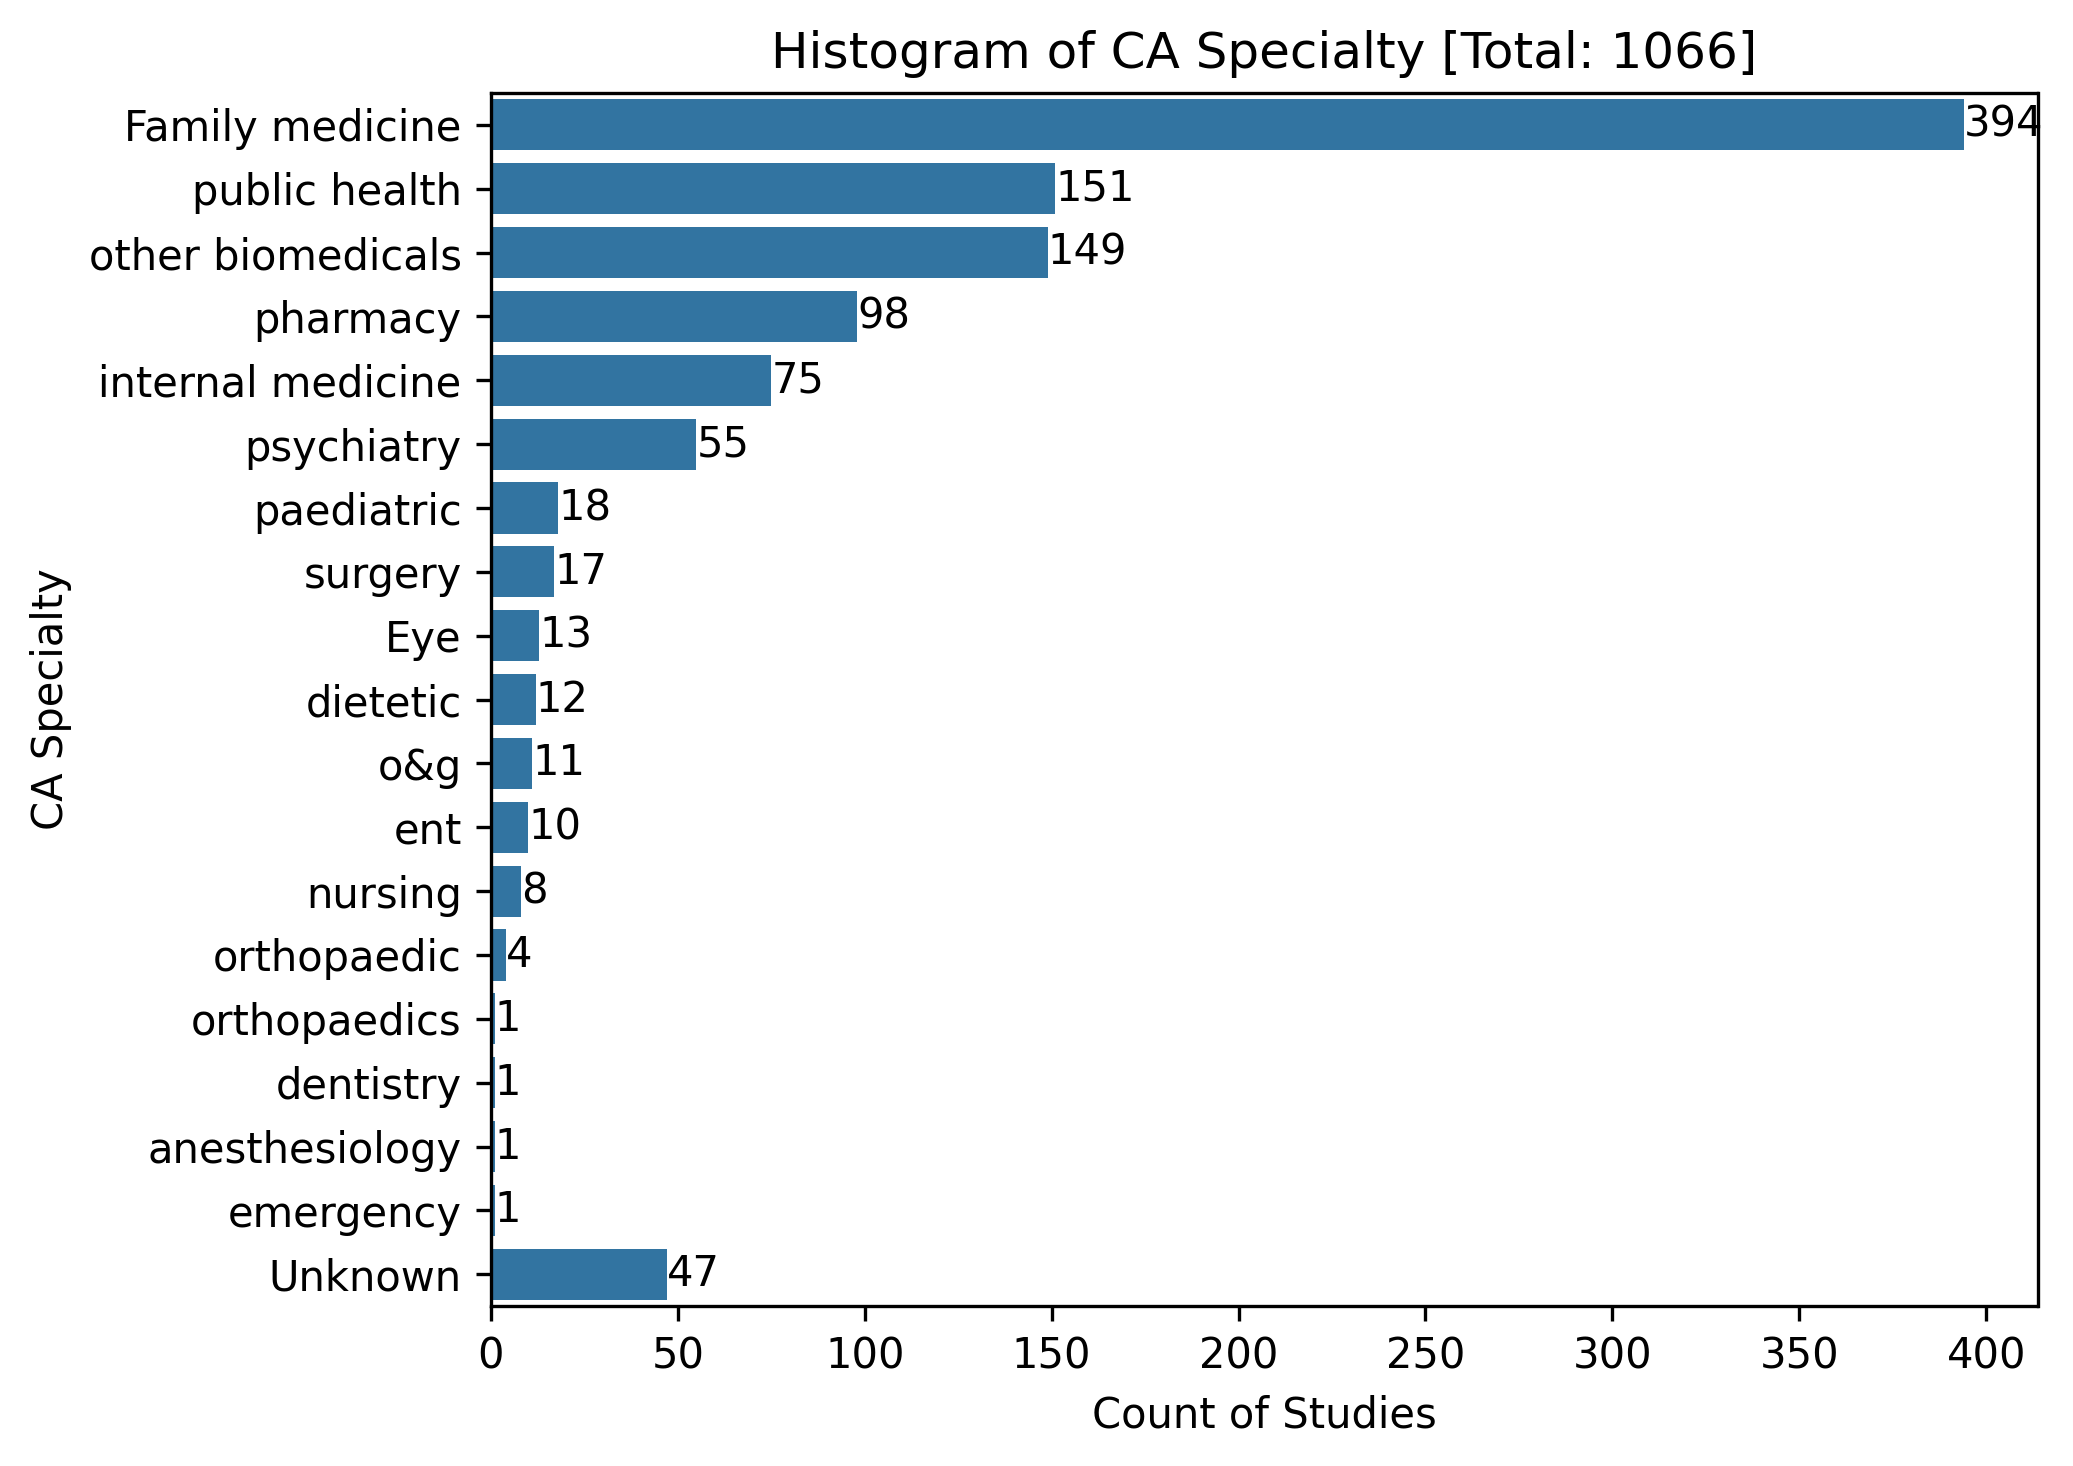 Histogram of CA Specialty [Total: 1066]
CA Specialty
Family medicine 394
public health 151
other biomedicals 149
pharmacy 98
internal medicine 75
psychiatry 55
paediatric 18
surgery 17
Eye 13
dietetic 12
o&g 11
ent 10
nursing 8
orthopaedic 4
orthopaedics 1
dentistry 1
anesthesiology 1
emergency 1
Unknown 47
0 50 100 150 200 250 300 350 400
Count of Studies